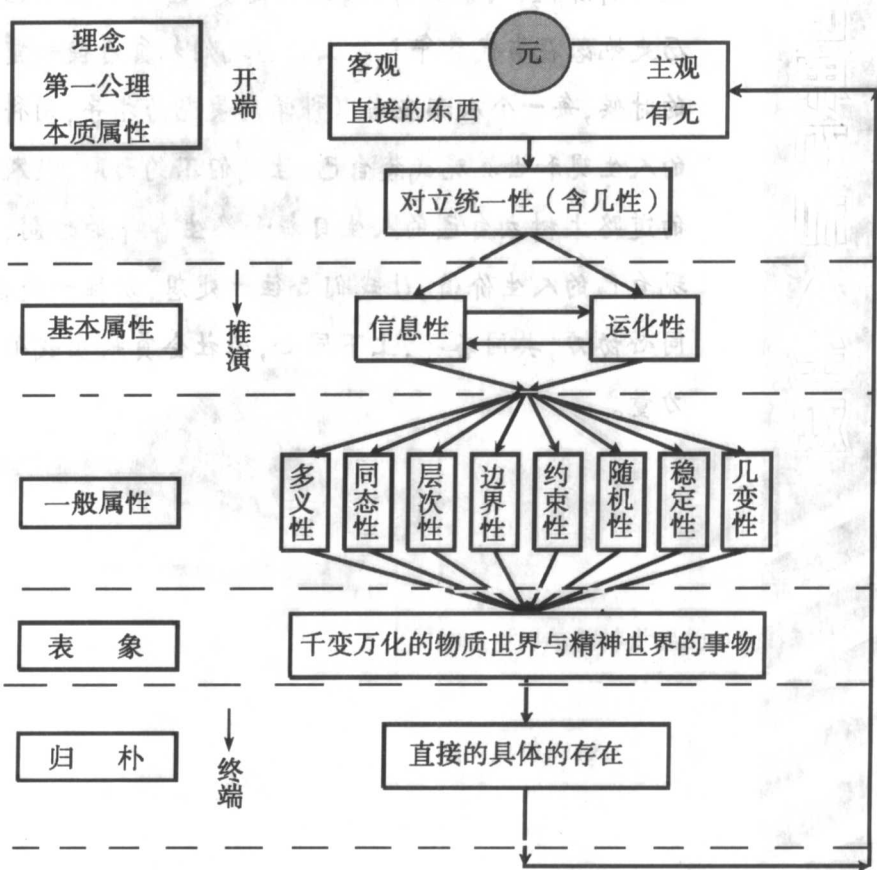 理念
第一公理
本质属性
开端
元
客观
主观
直接的东西
有无
对立统一性（含几性）
基本属性
推演
信息性
运化性
一般属性
多义性
同态性
层次性
边界性
约束性
随机性
稳定性
几变性
表象
千变万化的物质世界与精神世界的事物
归朴
终端
直接的具体的存在